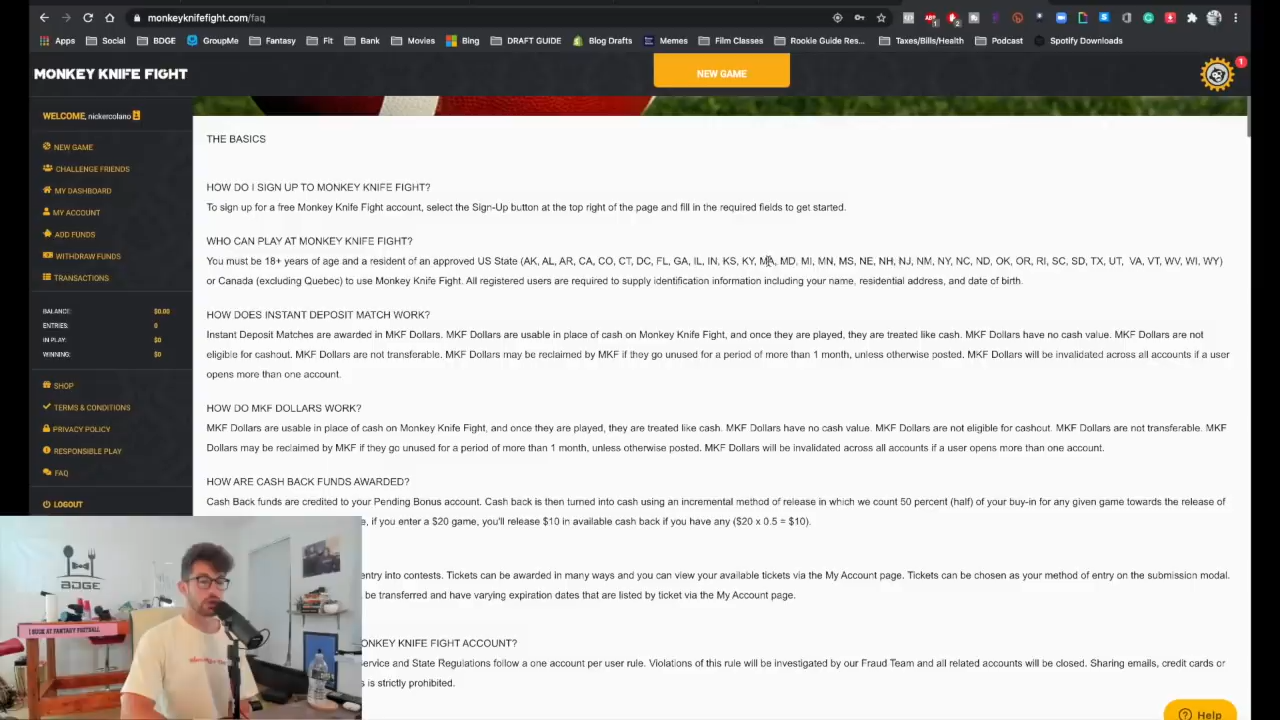 monkeyknifefight.com/faq
Apps Social BDGE GroupMe Fantasy Fit Bank Movies Bing DRAFT GUIDE Blog Drafts Memes Film Classes Rookie Guide Res... Taxes/Bills/Health Podcast Spotify Downloads
MONKEY KNIFE FIGHT
NEW GAME
1
WELCOME, nickercolano
NEW GAME
CHALLENGE FRIENDS
MY DASHBOARD
MY ACCOUNT
ADD FUNDS
WITHDRAW FUNDS
TRANSACTIONS
BALANCE: $0.00
ENTRIES: 0
IN PLAY: $0
WINNING: $0
SHOP
TERMS & CONDITIONS
PRIVACY POLICY
RESPONSIBLE PLAY
FAQ
LOGOUT
THE BASICS
HOW DO I SIGN UP TO MONKEY KNIFE FIGHT?
To sign up for a free Monkey Knife Fight account, select the Sign-Up button at the top right of the page and fill in the required fields to get started.
WHO CAN PLAY AT MONKEY KNIFE FIGHT?
You must be 18+ years of age and a resident of an approved US State (AK, AL, AR, CA, CO, CT, DC, FL, GA, IL, IN, KS, KY, MA, MD, MI, MN, MS, NE, NH, NJ, NM, NY, NC, ND, OK, OR, RI, SC, SD, TX, UT, VA, VT, WV, WI, WY)
or Canada (excluding Quebec) to use Monkey Knife Fight. All registered users are required to supply identification information including your name, residential address, and date of birth.
HOW DOES INSTANT DEPOSIT MATCH WORK?
Instant Deposit Matches are awarded in MKF Dollars. MKF Dollars are usable in place of cash on Monkey Knife Fight, and once they are played, they are treated like cash. MKF Dollars have no cash value. MKF Dollars are not
eligible for cashout. MKF Dollars are not transferable. MKF Dollars may be reclaimed by MKF if they go unused for a period of more than 1 month, unless otherwise posted. MKF Dollars will be invalidated across all accounts if a user
opens more than one account.
HOW DO MKF DOLLARS WORK?
MKF Dollars are usable in place of cash on Monkey Knife Fight, and once they are played, they are treated like cash. MKF Dollars have no cash value. MKF Dollars are not eligible for cashout. MKF Dollars are not transferable. MKF
Dollars may be reclaimed by MKF if they go unused for a period of more than 1 month, unless otherwise posted. MKF Dollars will be invalidated across all accounts if a user opens more than one account.
HOW ARE CASH BACK FUNDS AWARDED?
Cash Back funds are credited to your Pending Bonus account. Cash Back is then turned into cash using an incremental method of release in which we count 50 percent (half) of your buy-in for any given game towards the release of
e, if you enter a $20 game, you'll release $10 in available cash back if you have any ($20 x 0.5 = $10).
entry into contests. Tickets can be awarded in many ways and you can view your available tickets via the My Account page. Tickets can be chosen as your method of entry on the submission modal.
be transferred and have varying expiration dates that are listed by ticket via the My Account page.
ONKEY KNIFE FIGHT ACCOUNT?
Service and State Regulations follow a one account per user rule. Violations of this rule will be investigated by our Fraud Team and all related accounts will be closed. Sharing emails, credit cards or
s is strictly prohibited.
Help
BDGE
I SUCK AT FANTASY FOOTBALL